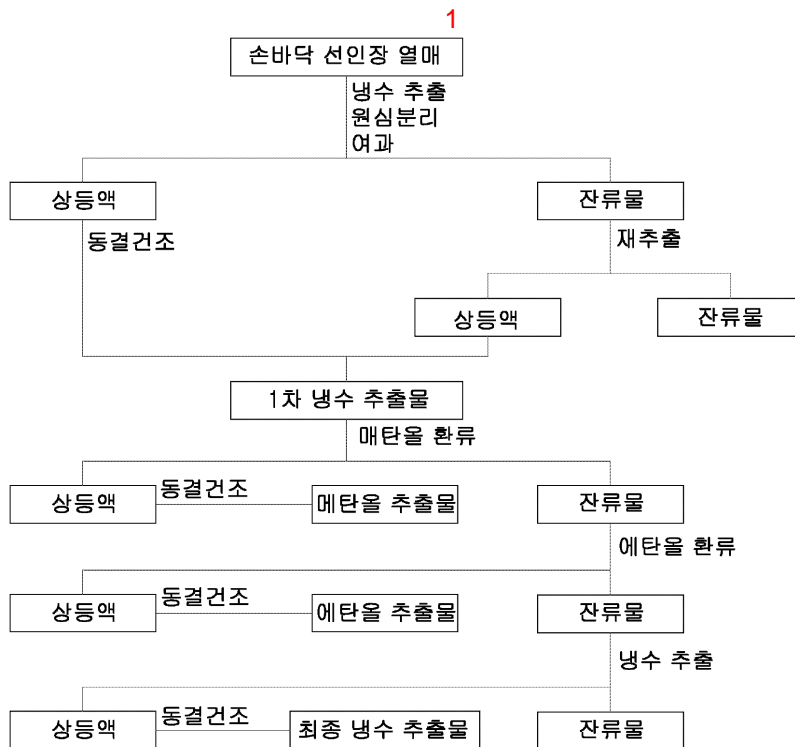 1
손바닥 선인장 열매
냉수 추출
원심분리
여과
상등액
잔류물
동결건조
재추출
상등액
잔류물
1차 냉수 추출물
매탄올 환류
상등액
동결건조
메탄올 추출물
잔류물
에탄올 환류
상등액
동결건조
에탄올 추출물
잔류물
냉수 추출
상등액
동결건조
최종 냉수 추출물
잔류물